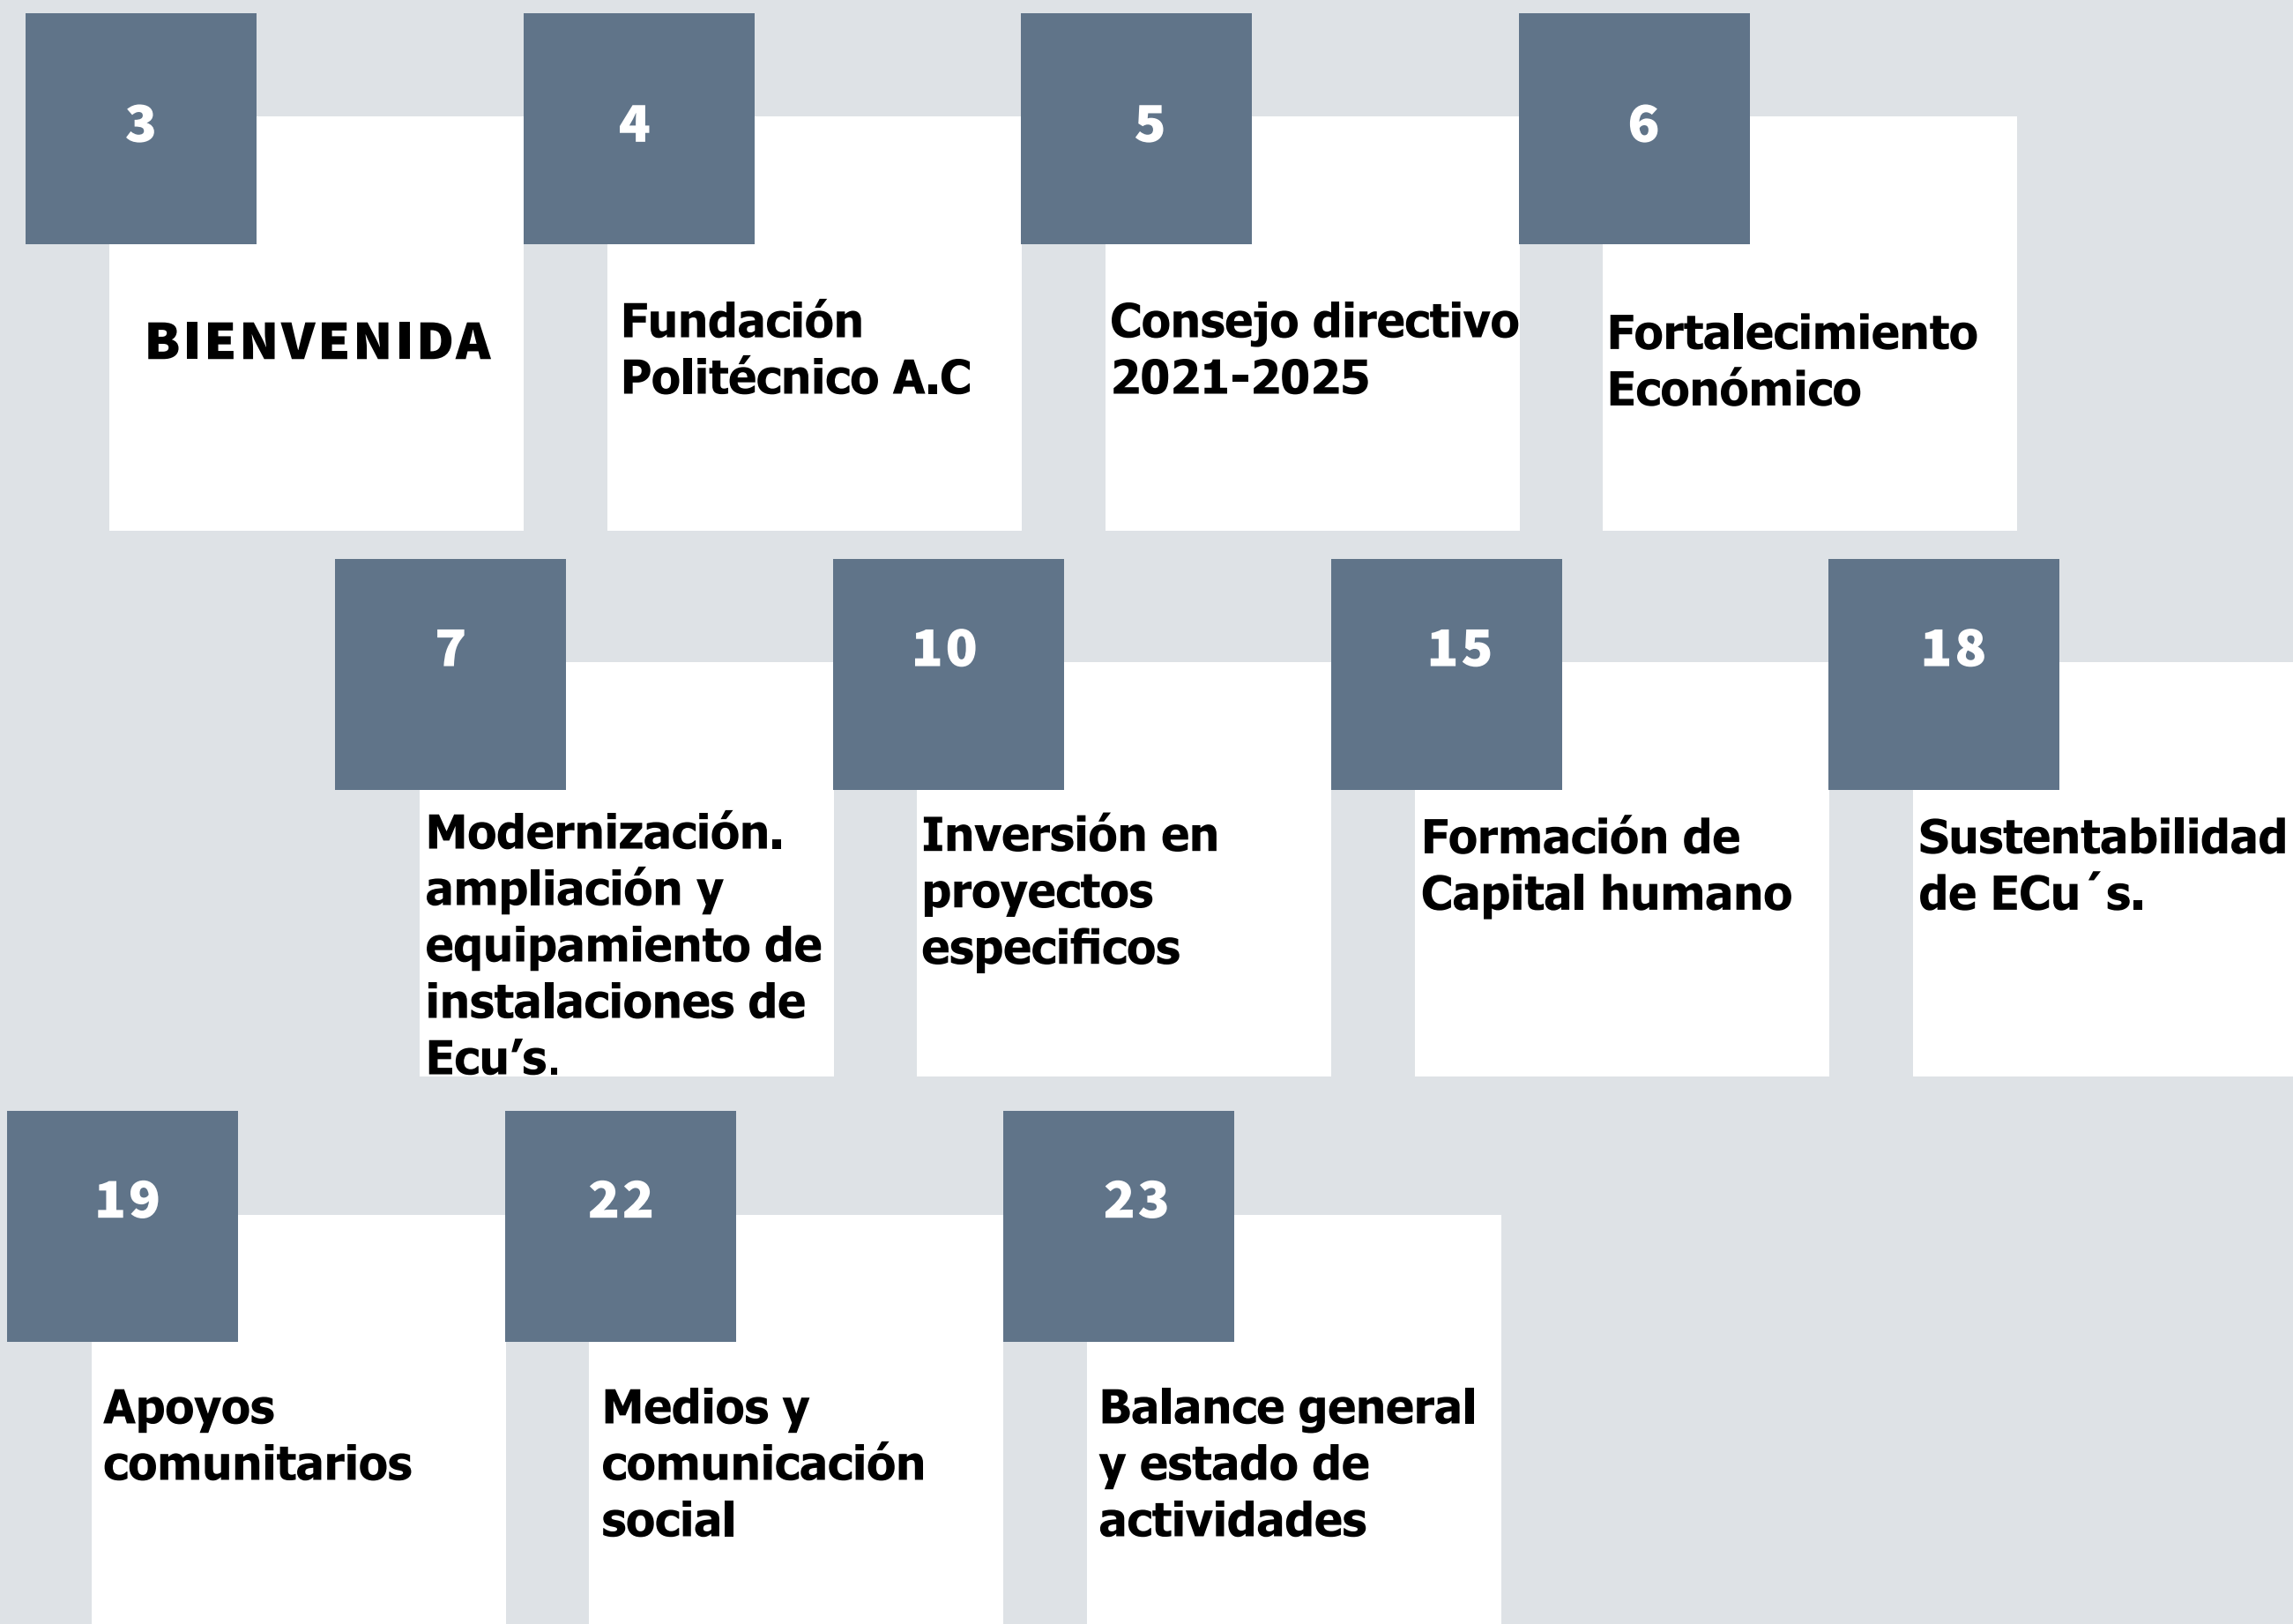 3
BIENVENIDA
4
Fundación
Politécnico A.C
5
Consejo directivo
2021-2025
6
Fortalecimiento
Económico
7
Modernización.
ampliación y
equipamiento de
instalaciones de
Ecu’s.
10
Inversión en
proyectos
especificos
15
Formación de
Capital humano
18
Sustentabilidad
de ECu´s.
19
Apoyos
comunitarios
22
Medios y
comunicación
social
23
Balance general
y estado de
actividades